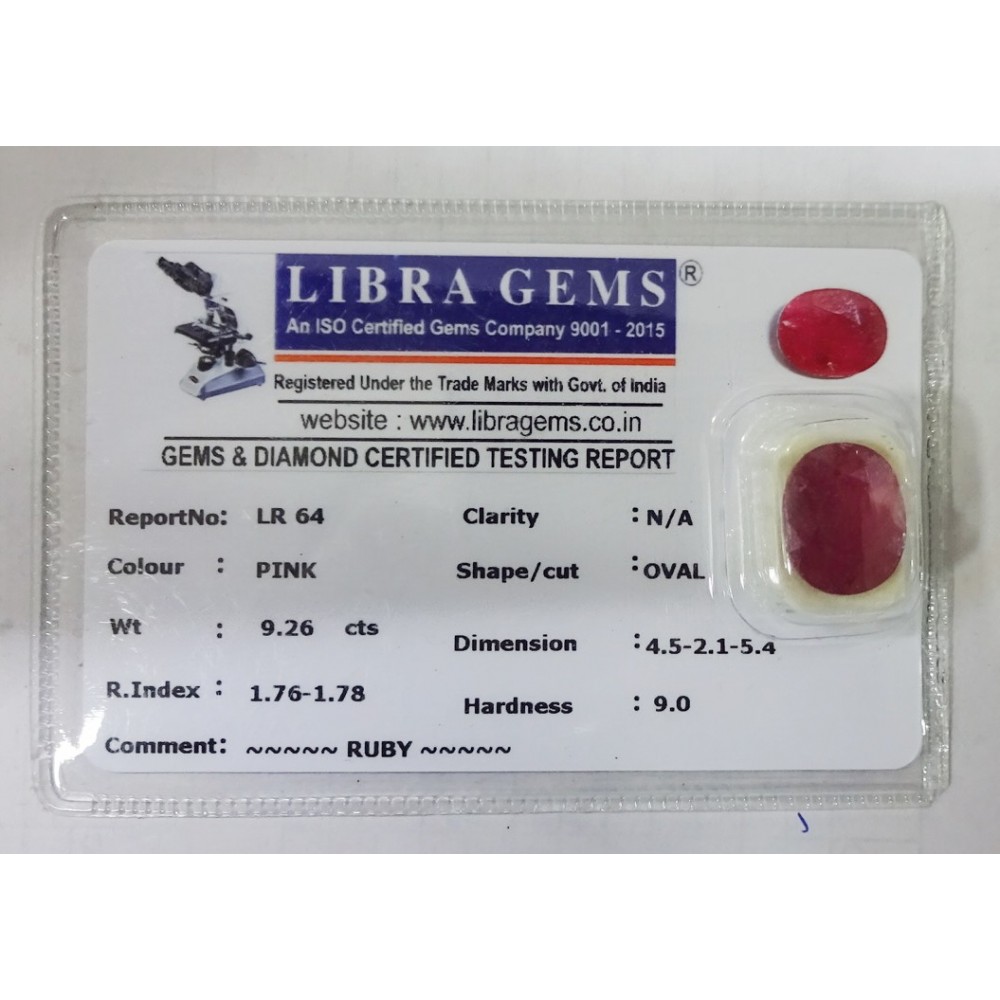 LIBRA GEMS ®
An ISO Certified Gems Company 9001 - 2015
Registered Under the Trade Marks with Govt. of India
website : www.libragems.co.in
GEMS & DIAMOND CERTIFIED TESTING REPORT
ReportNo: LR 64 Clarity : N/A
Colour : PINK Shape/cut : OVAL
Wt : 9.26 cts Dimension : 4.5-2.1-5.4
R.Index : 1.76-1.78 Hardness : 9.0
Comment: ~~~~~ RUBY ~~~~~